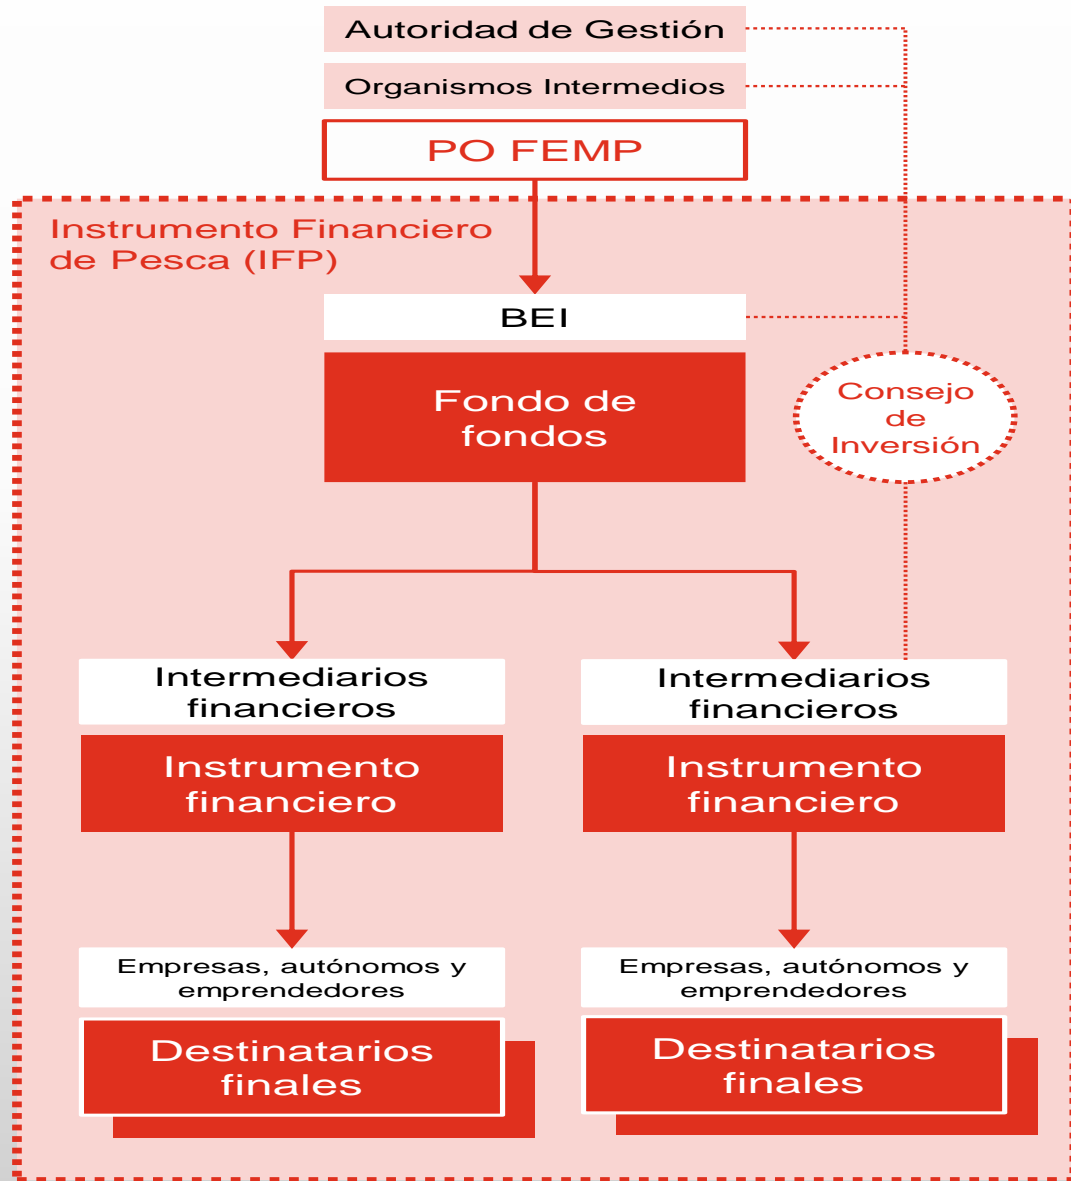 Autoridad de Gestión
Organismos Intermedios
PO FEMP
Instrumento Financiero
de Pesca (IFP)
BEI
Fondo de
fondos
Consejo
de
Inversión
Intermediarios
financieros
Instrumento
financiero
Intermediarios
financieros
Instrumento
financiero
Empresas, autónomos y
emprendedores
Destinatarios
finales
Empresas, autónomos y
emprendedores
Destinatarios
finales